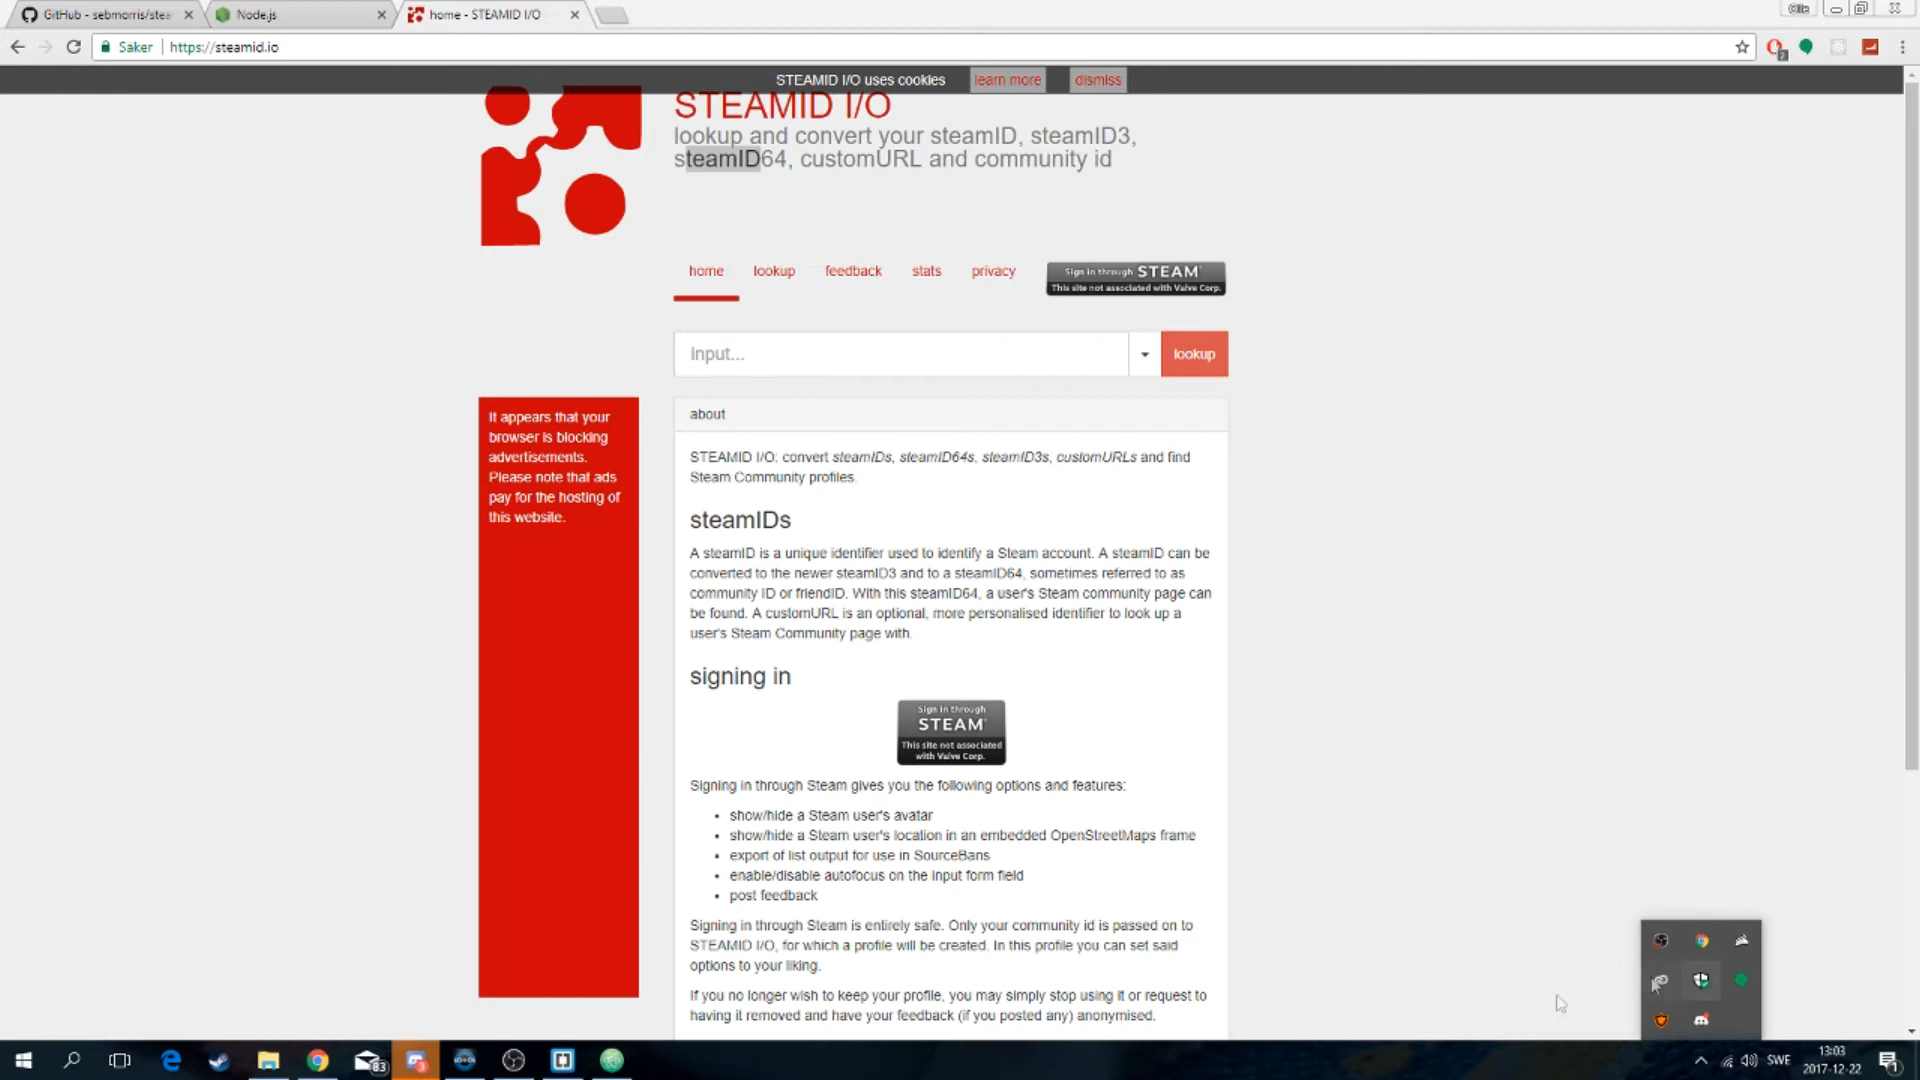 GitHub - sebmorris/stea
Node.js
home - STEAMID I/O
Saker
https://steamid.io
2
STEAMID I/O uses cookies
learn more
dismiss
STEAMID I/O
lookup and convert your steamID, steamID3,
steamID64, customURL and community id
home
lookup
feedback
stats
privacy
Sign in through STEAM
This site not associated with Valve Corp.
Input...
lookup
It appears that your
browser is blocking
advertisements.
Please note that ads
pay for the hosting of
this website.
about
STEAMID I/O: convert steamIDs, steamID64s, steamID3s, customURLs and find
Steam Community profiles.
steamIDs
A steamID is a unique identifier used to identify a Steam account. A steamID can be
converted to the newer steamID3 and to a steamID64, sometimes referred to as
community ID or friendID. With this steamID64, a user's Steam community page can
be found. A customURL is an optional, more personalised identifier to look up a
user's Steam Community page with.
signing in
Sign in through
STEAM
This site not associated
with Valve Corp.
Signing in through Steam gives you the following options and features:
• show/hide a Steam user's avatar
• show/hide a Steam user's location in an embedded OpenStreetMaps frame
• export of list output for use in SourceBans
• enable/disable autofocus on the input form field
• post feedback
Signing in through Steam is entirely safe. Only your community id is passed on to
STEAMID I/O, for which a profile will be created. In this profile you can set said
options to your liking.
If you no longer wish to keep your profile, you may simply stop using it or request to
having it removed and have your feedback (if you posted any) anonymised.
83
3
SWE
13:03
2017-12-22
1